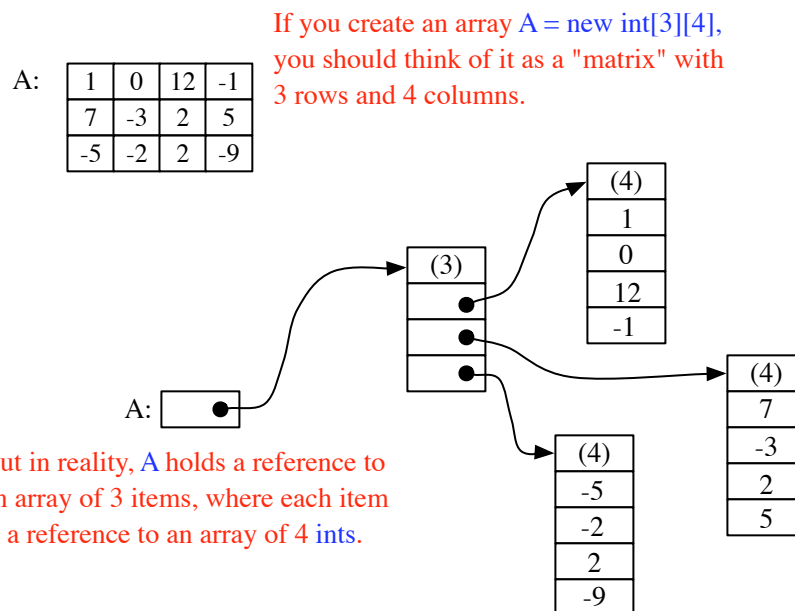 If you create an array A = new int[3][4],
you should think of it as a "matrix" with
3 rows and 4 columns.
A:
1 0 12 -1
7 -3 2 5
-5 -2 2 -9
(4)
1
0
12
-1
(3)
A:
(4)
7
-3
2
5
ut in reality, A holds a reference to
n array of 3 items, where each item
a reference to an array of 4 ints.
(4)
-5
-2
2
-9